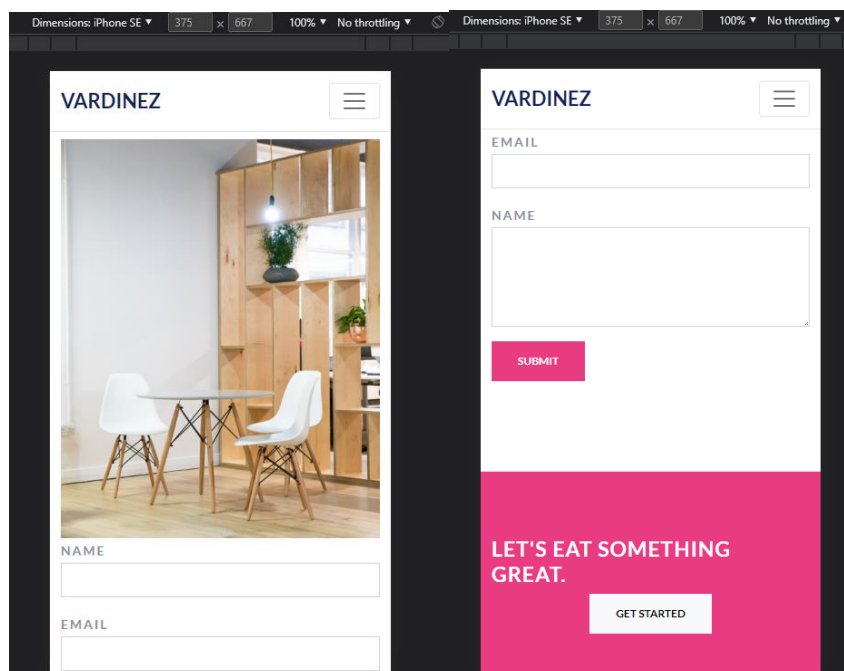 Dimensions: iPhone SE ▼ 375 × 667 100% ▼ No throttling ▼
VARDINEZ
NAME
EMAIL
Dimensions: iPhone SE ▼ 375 × 667 100% ▼ No throttling ▼
VARDINEZ
EMAIL
NAME
SUBMIT
LET'S EAT SOMETHING
GREAT.
GET STARTED